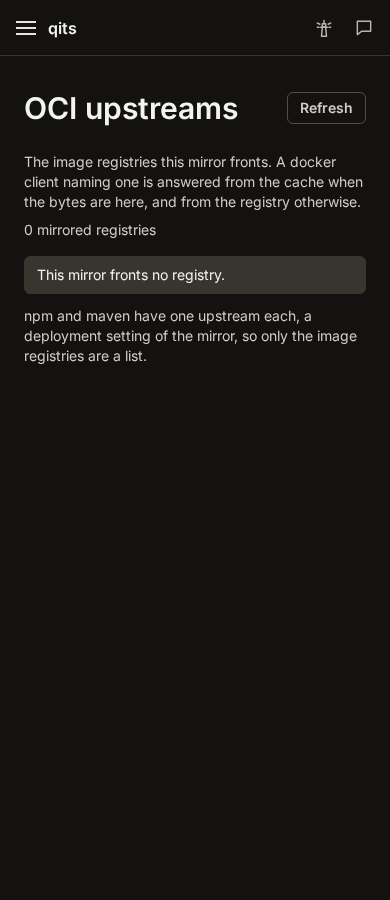 qits
OCI upstreams
Refresh
The image registries this mirror fronts. A docker
client naming one is answered from the cache when
the bytes are here, and from the registry otherwise.
0 mirrored registries
This mirror fronts no registry.
npm and maven have one upstream each, a
deployment setting of the mirror, so only the image
registries are a list.